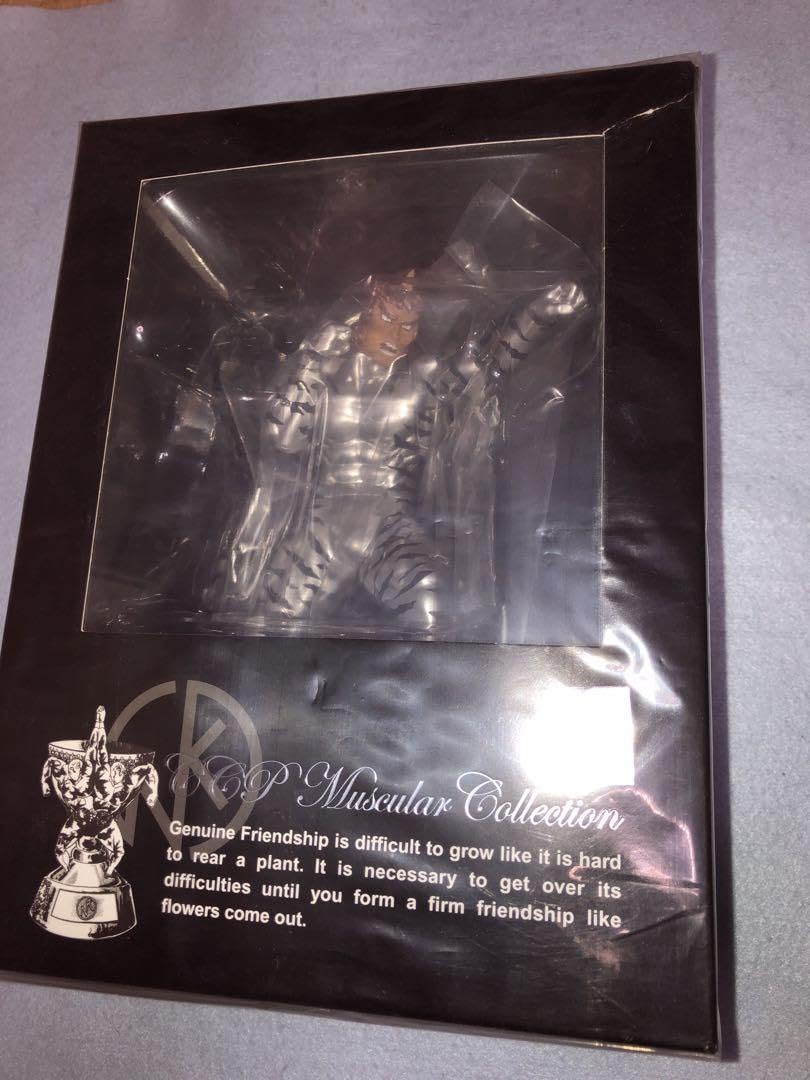 CCP Muscular Collection
Genuine Friendship is difficult to grow like it is hard
to rear a plant. It is necessary to get over its
difficulties until you form a firm friendship like
flowers come out.